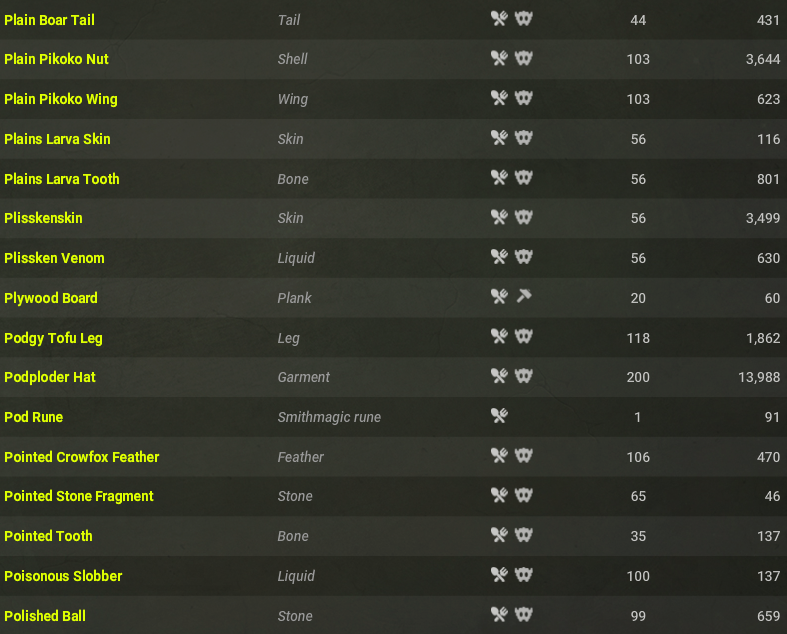 Plain Boar Tail Tail 44 431
Plain Pikoko Nut Shell 103 3,644
Plain Pikoko Wing Wing 103 623
Plains Larva Skin Skin 56 116
Plains Larva Tooth Bone 56 801
Plisskenskin Skin 56 3,499
Plissken Venom Liquid 56 630
Plywood Board Plank 20 60
Podgy Tofu Leg Leg 118 1,862
Podploder Hat Garment 200 13,988
Pod Rune Smithmagic rune 1 91
Pointed Crowfox Feather Feather 106 470
Pointed Stone Fragment Stone 65 46
Pointed Tooth Bone 35 137
Poisonous Slobber Liquid 100 137
Polished Ball Stone 99 659